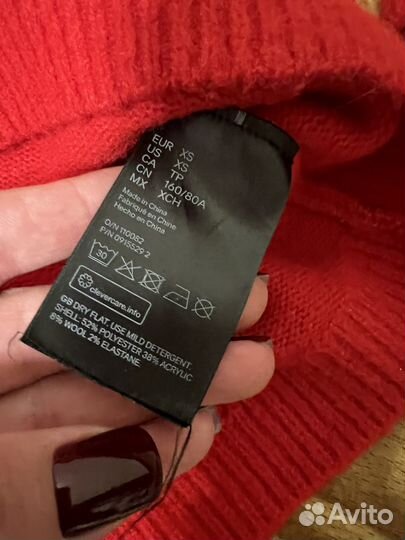 EUR XS
US XS
CA TP
CN 160/80A
MX XCH
Made in China
Fabriqué en Chine
Hecho en China
O/N 110082
P/N 0915529 2
30
clevercare.info
GB DRY FLAT. USE MILD DETERGENT.
SHELL: 52% POLYESTER 38% ACRYLIC
8% WOOL 2% ELASTANE.
Avito